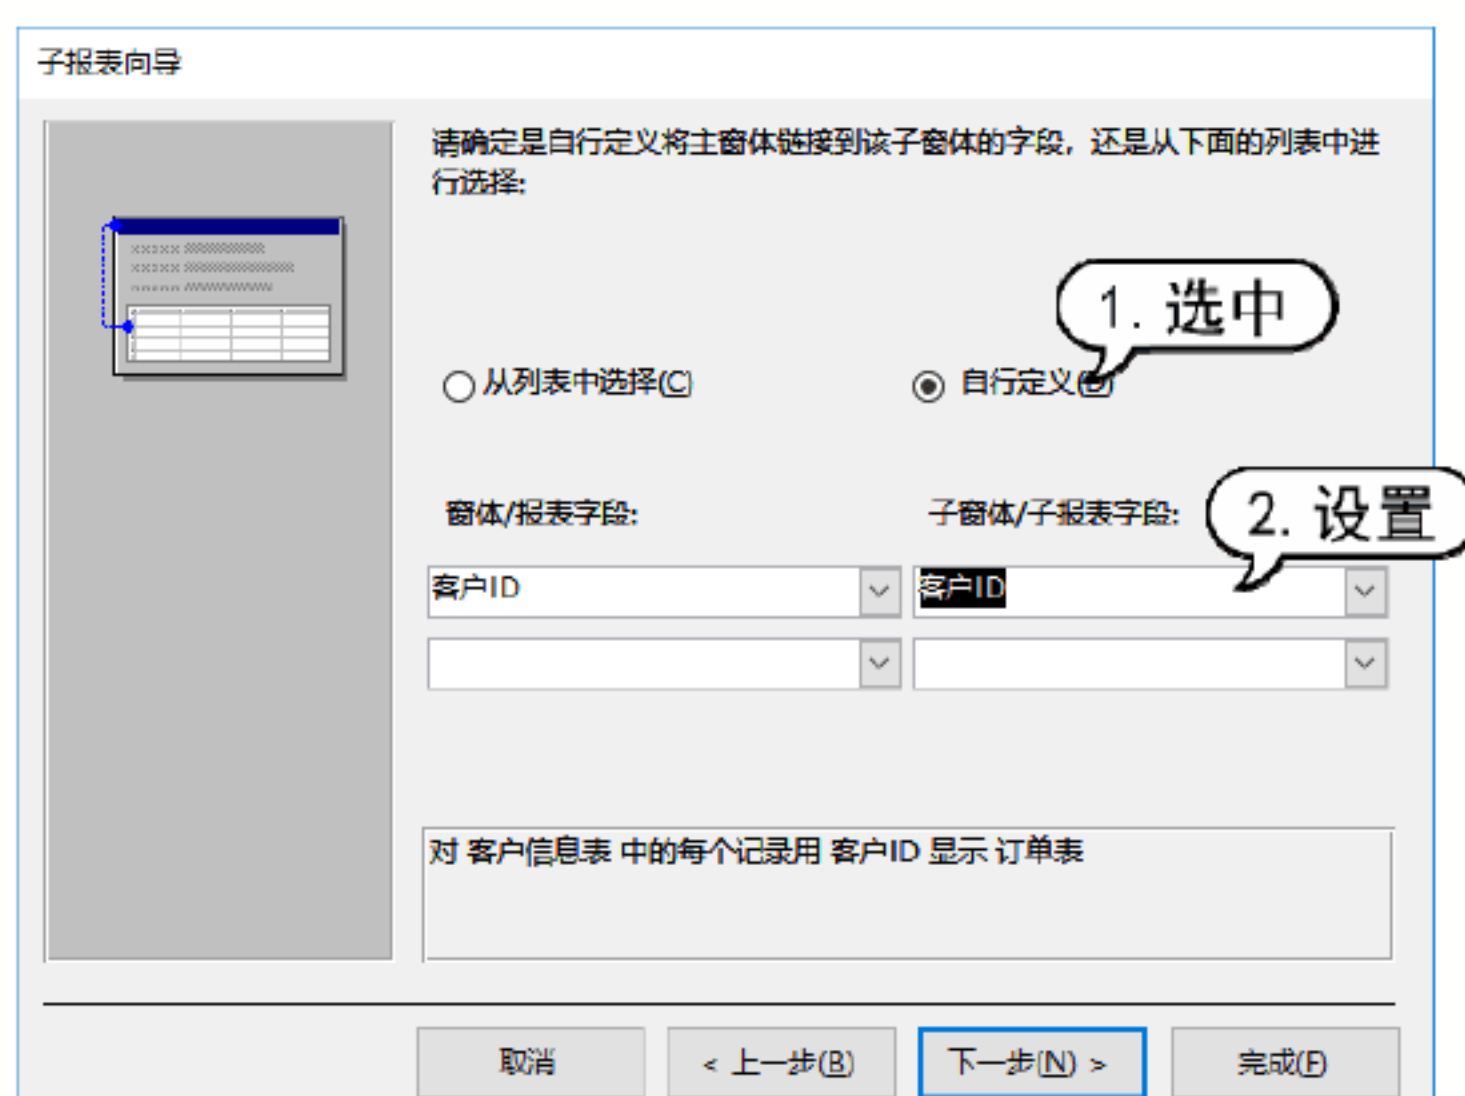 子报表向导
请确定是自行定义将主窗体链接到该子窗体的字段，还是从下面的列表中进
行选择:
1. 选中
从列表中选择(C)
自行定义(D)
窗体/报表字段:
子窗体/子报表字段:
2. 设置
客户ID
客户ID
对 客户信息表 中的每个记录用 客户ID 显示 订单表
取消
< 上一步(B)
下一步(N) >
完成(F)